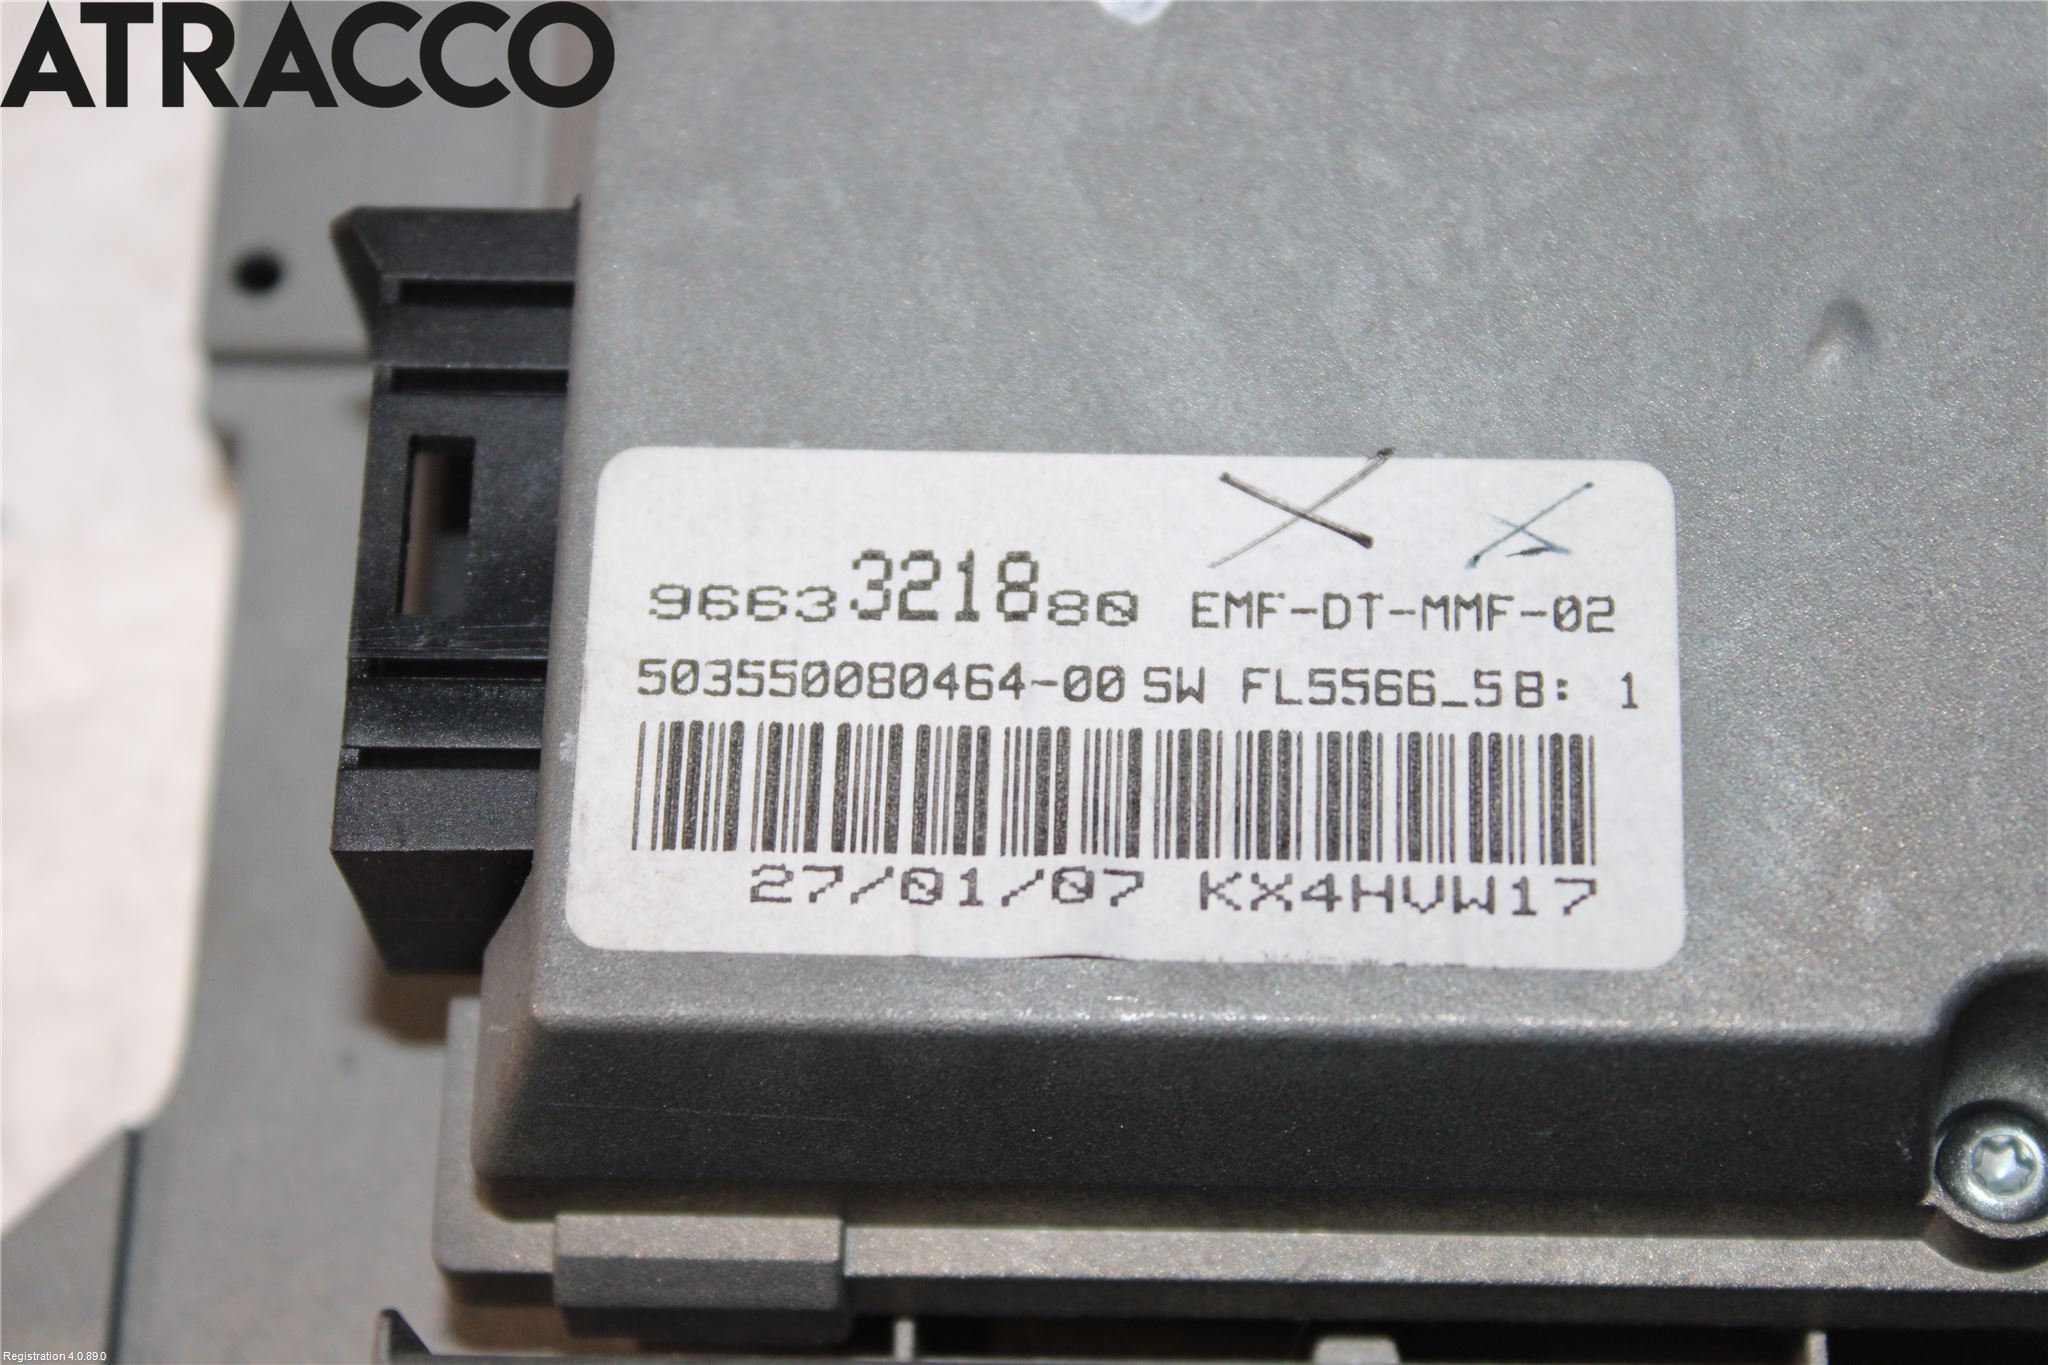 ATRACCO
9663321880 EMF-DT-MMF-02
503550080464-00 SW FL5566_5 B: 1
27/01/07 KX4HVW17
Registration 4.0.89.0